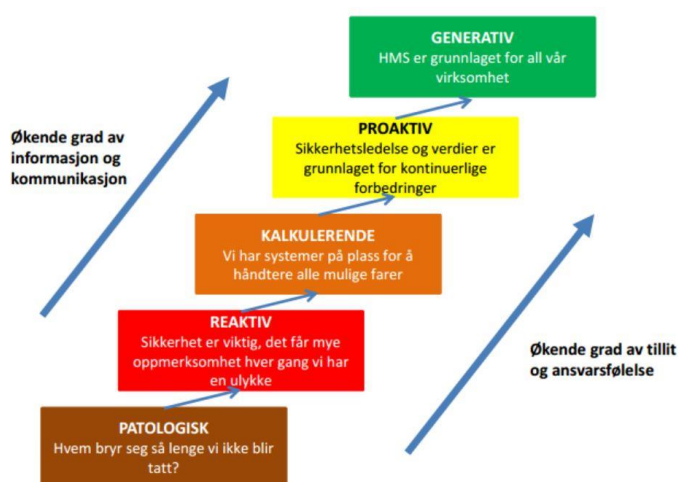 GENERATIV
HMS er grunnlaget for all vår
virksomhet
Økende grad av
informasjon og
kommunikasjon
PROAKTIV
Sikkerhetsledelse og verdier er
grunnlaget for kontinuerlige
forbedringer
KALKULERENDE
Vi har systemer på plass for å
håndtere alle mulige farer
REAKTIV
Sikkerhet er viktig, det får mye
oppmerksomhet hver gang vi har
en ulykke
Økende grad av tillit
og ansvarsfølelse
PATOLOGISK
Hvem bryr seg så lenge vi ikke blir
tatt?